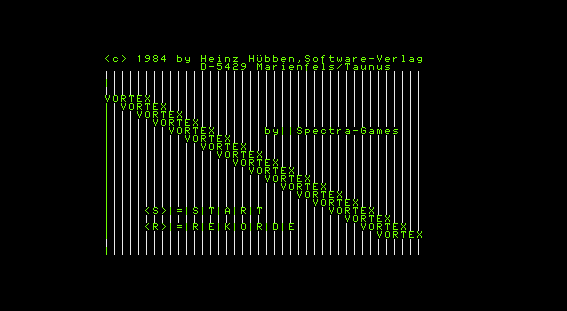 <c> 1984 by Heinz Hübben,Software-Verlag
D-5429 Marienfels/Taunus
VORTEX
VORTEX
VORTEX
VORTEX
VORTEX by Spectra-Games
VORTEX
VORTEX
VORTEX
VORTEX
VORTEX
VORTEX
VORTEX
VORTEX
VORTEX
<S> = S T A R T VORTEX
VORTEX
<R> = R E K O R D E VORTEX
VORTEX